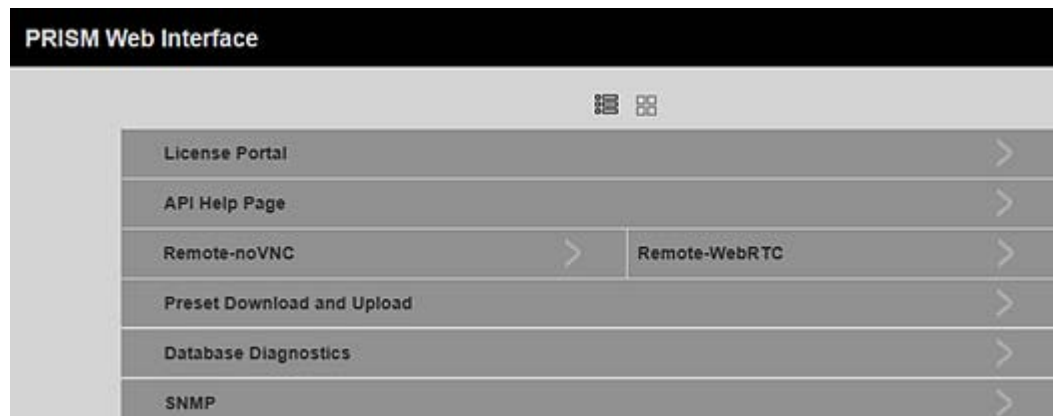 PRISM Web Interface
License Portal
API Help Page
Remote-noVNC Remote-WebRTC
Preset Download and Upload
Database Diagnostics
SNMP